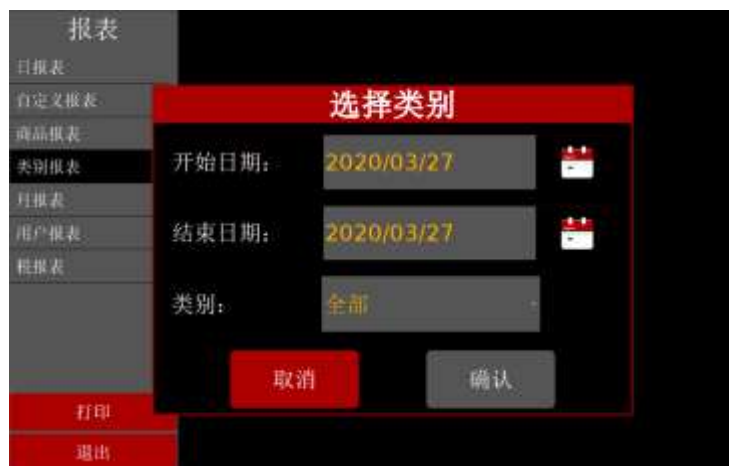 报表
日报表
自定义报表
商品报表
类别报表
月报表
用户报表
税报表
打印
退出
选择类别
开始日期：
2020/03/27
结束日期：
2020/03/27
类别：
全部
取消
确认